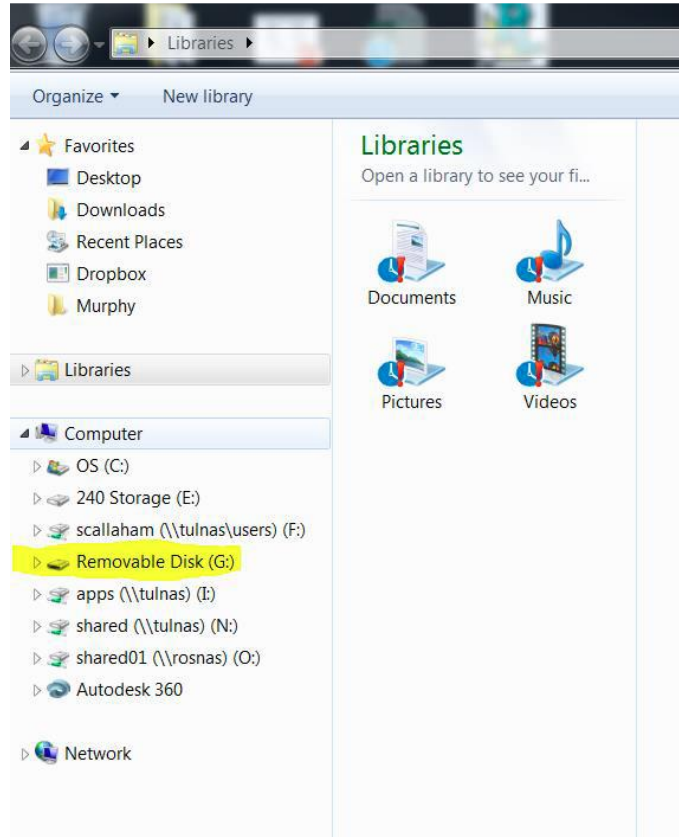 Libraries
Organize New library
Favorites
Desktop
Downloads
Recent Places
Dropbox
Murphy
Libraries
Computer
OS (C:)
240 Storage (E:)
scallaham (\\tulnas\users) (F:)
Removable Disk (G:)
apps (\\tulnas) (I:)
shared (\\tulnas) (N:)
shared01 (\\rosnas) (O:)
Autodesk 360
Network
Libraries
Open a library to see your fi...
Documents Music
Pictures Videos